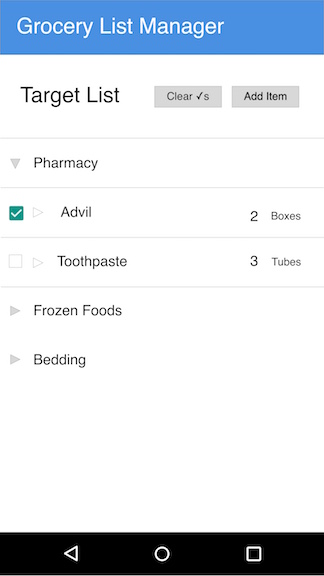 Grocery List Manager
Target List
Clear ✓s
Add Item
Pharmacy
Advil 2 Boxes
Toothpaste 3 Tubes
Frozen Foods
Bedding